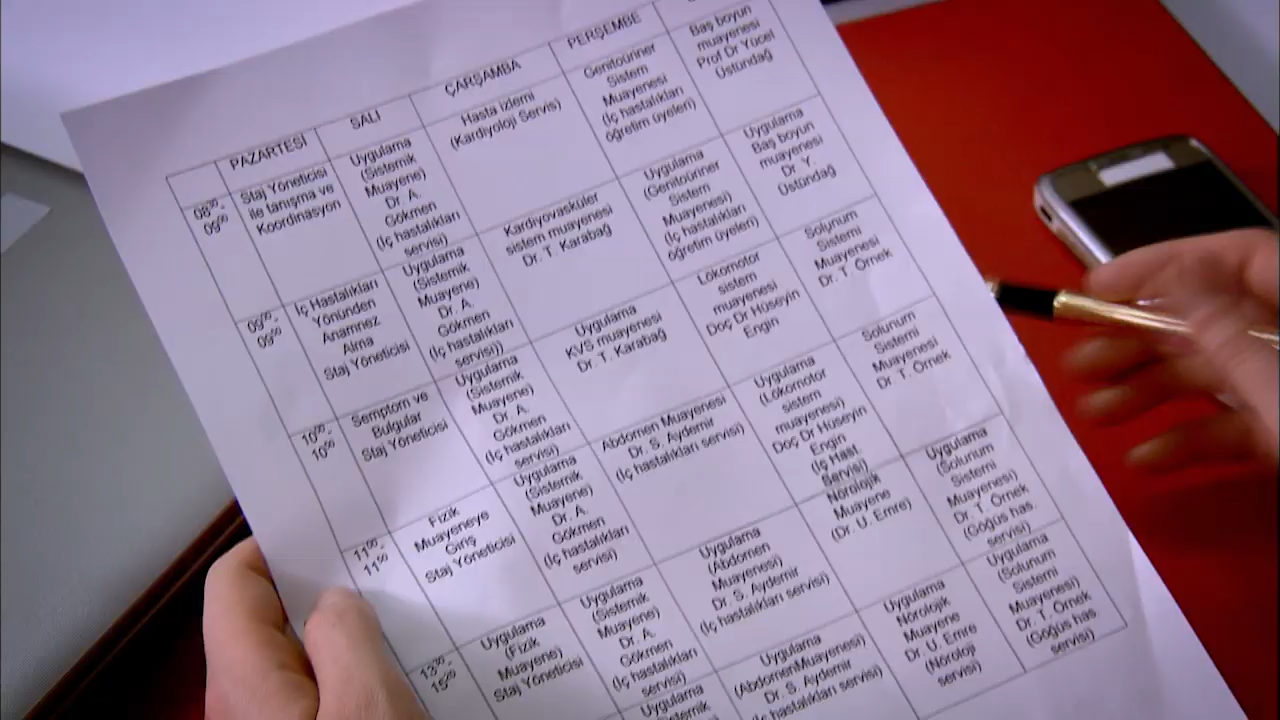 PAZARTESİ
SALI
ÇARŞAMBA
PERŞEMBE
08⁰⁰-
09⁰⁰
Staj Yöneticisi
ile tanışma ve
Koordinasyon
Uygulama
(Sistemik
Muayene)
Dr. A.
Gökmen
(İç hastalıkları
servisi)
Hasta izlemi
(Kardiyoloji Servis)
Genitoüriner
Sistem
Muayenesi
(İç hastalıkları
öğretim üyeleri)
Baş boyun
muayenesi
Prof Dr Yücel
Üstündağ
09⁰⁰-
09⁵⁰
İç Hastalıkları
Yönünden
Anamnez
Alma
Staj Yöneticisi
Uygulama
(Sistemik
Muayene)
Dr. A.
Gökmen
(İç hastalıkları
servisi))
Kardiyovasküler
sistem muayenesi
Dr. T. Karabağ
Uygulama
(Genitoüriner
Sistem
Muayenesi)
(İç hastalıkları
öğretim üyeleri)
Uygulama
Baş boyun
muayenesi
Dr. Y.
Üstündağ
10⁰⁰-
10⁵⁰
Semptom ve
Bulgular
Staj Yöneticisi
Uygulama
(Sistemik
Muayene)
Dr. A.
Gökmen
(İç hastalıkları
servisi)
Uygulama
KVS muayenesi
Dr. T. Karabağ
Lokomotor
sistem
muayenesi
Doç Dr Hüseyin
Engin
Solunum
Sistemi
Muayenesi
Dr. T. Örnek
11⁰⁰-
11⁵⁰
Fizik
Muayeneye
Giriş
Staj Yöneticisi
Uygulama
(Sistemik
Muayene)
Dr. A.
Gökmen
(İç hastalıkları
servisi)
Abdomen Muayenesi
Dr. S. Aydemir
(İç hastalıkları servisi)
Uygulama
(Lokomotor
sistem
muayenesi)
Doç Dr Hüseyin
Engin
(İç Hast.
Servisi)
Solunum
Sistemi
Muayenesi
Dr. T. Örnek
13³⁰-
15²⁰
Uygulama
(Fizik
Muayene)
Staj Yöneticisi
Uygulama
(Sistemik
Muayene)
Dr. A.
Gökmen
(İç hastalıkları
servisi)
Uygulama
(Abdomen
Muayenesi)
Dr. S. Aydemir
(İç hastalıkları servisi)
Nörolojik
Muayene
(Dr. U. Emre)
Uygulama
(Solunum
Sistemi
Muayenesi)
Dr. T. Örnek
(Göğüs has.
servisi)
Uygulama
(Sistemik
Uygulama
(AbdomenMuayenesi)
Dr. S. Aydemir
(İç hastalıkları servisi)
Uygulama
Nörolojik
Muayene
Dr. U. Emre
(Nöroloji
servisi)
Uygulama
(Solunum
Sistemi
Muayenesi)
Dr. T. Örnek
(Göğüs has
servisi)